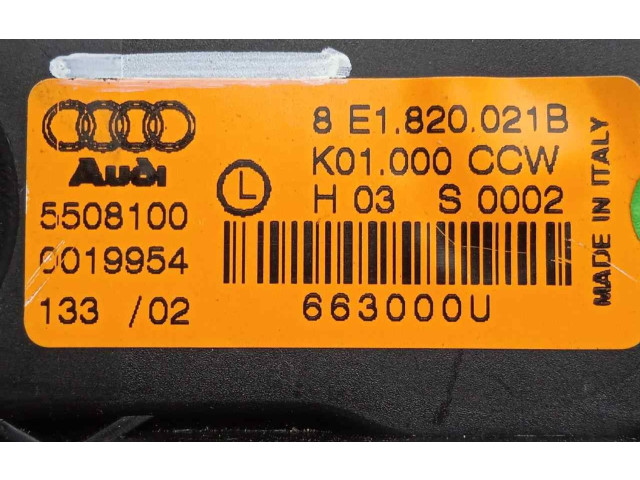 Audi
5508100
0019954
133 /02
L
8 E1.820.021B
K01.000 CCW
H 03 S 0002
663000U
MADE IN ITALY